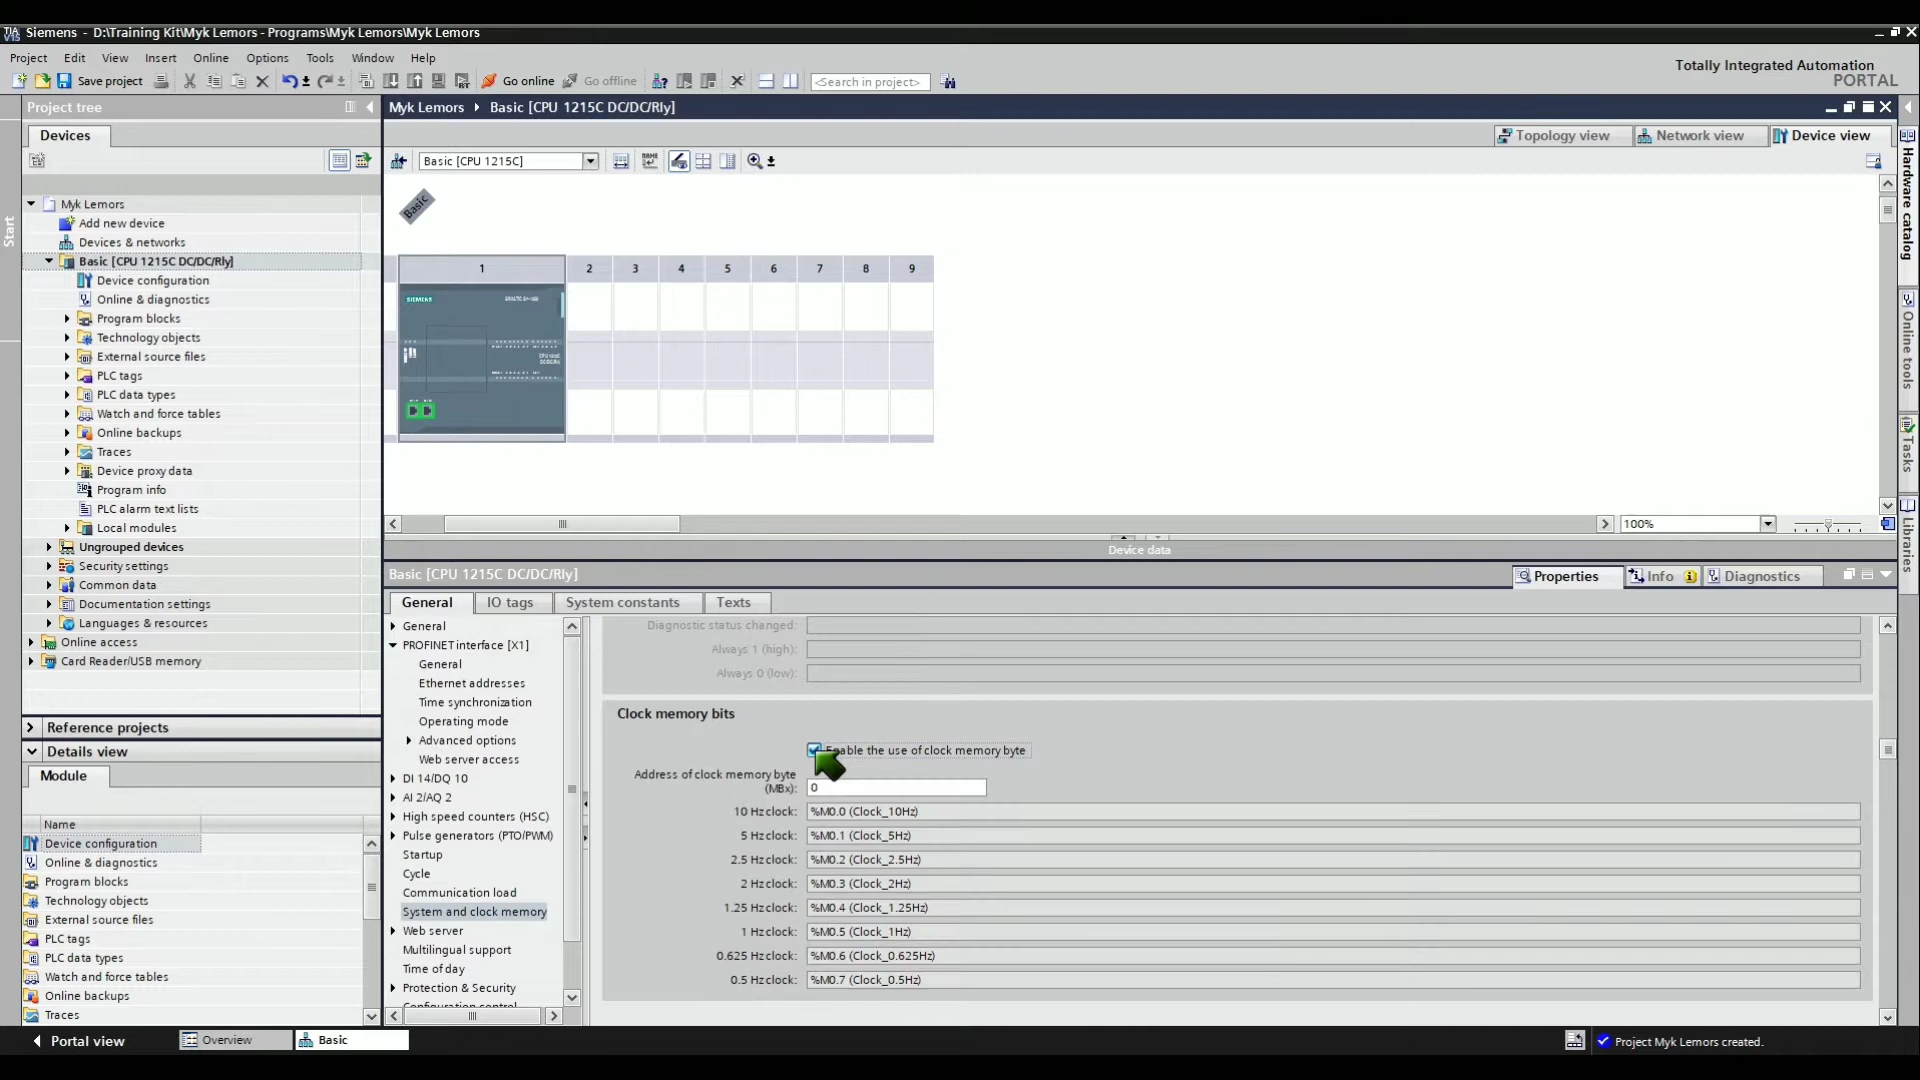 Siemens - D:\Training Kit\Myk Lemors - Programs\Myk Lemors\Myk Lemors
Project Edit View Insert Online Options Tools Window Help
Totally Integrated Automation
PORTAL
Save project
Go online
Go offline
<Search in project>
Project tree
Myk Lemors Basic [CPU 1215C DC/DC/Rly]
Devices
Topology view
Network view
Device view
Basic [CPU 1215C]
Start
Myk Lemors
Add new device
Devices & networks
Basic [CPU 1215C DC/DC/Rly]
Device configuration
Online & diagnostics
Program blocks
Technology objects
External source files
PLC tags
PLC data types
Watch and force tables
Online backups
Traces
Device proxy data
Program info
PLC alarm text lists
Local modules
Ungrouped devices
Security settings
Common data
Documentation settings
Languages & resources
Online access
Card Reader/USB memory
Reference projects
Details view
Module
Name
Device configuration
Online & diagnostics
Program blocks
Technology objects
External source files
PLC tags
PLC data types
Watch and force tables
Online backups
Traces
Basic
1 2 3 4 5 6 7 8 9
SIEMENS
100%
Device data
Hardware catalog
Online tools
Tasks
Libraries
Basic [CPU 1215C DC/DC/Rly]
Properties
Info
Diagnostics
General
IO tags
System constants
Texts
General
PROFINET interface [X1]
General
Ethernet addresses
Time synchronization
Operating mode
Advanced options
Web server access
DI 14/DQ 10
AI 2/AQ 2
High speed counters (HSC)
Pulse generators (PTO/PWM)
Startup
Cycle
Communication load
System and clock memory
Web server
Multilingual support
Time of day
Protection & Security
Configuration control
Diagnostic status changed:
Always 1 (high):
Always 0 (low):
Clock memory bits
Enable the use of clock memory byte
Address of clock memory byte
(MBx): 0
10 Hz clock: %M0.0 (Clock_10Hz)
5 Hz clock: %M0.1 (Clock_5Hz)
2.5 Hz clock: %M0.2 (Clock_2.5Hz)
2 Hz clock: %M0.3 (Clock_2Hz)
1.25 Hz clock: %M0.4 (Clock_1.25Hz)
1 Hz clock: %M0.5 (Clock_1Hz)
0.625 Hz clock: %M0.6 (Clock_0.625Hz)
0.5 Hz clock: %M0.7 (Clock_0.5Hz)
Portal view
Overview
Basic
Project Myk Lemors created.